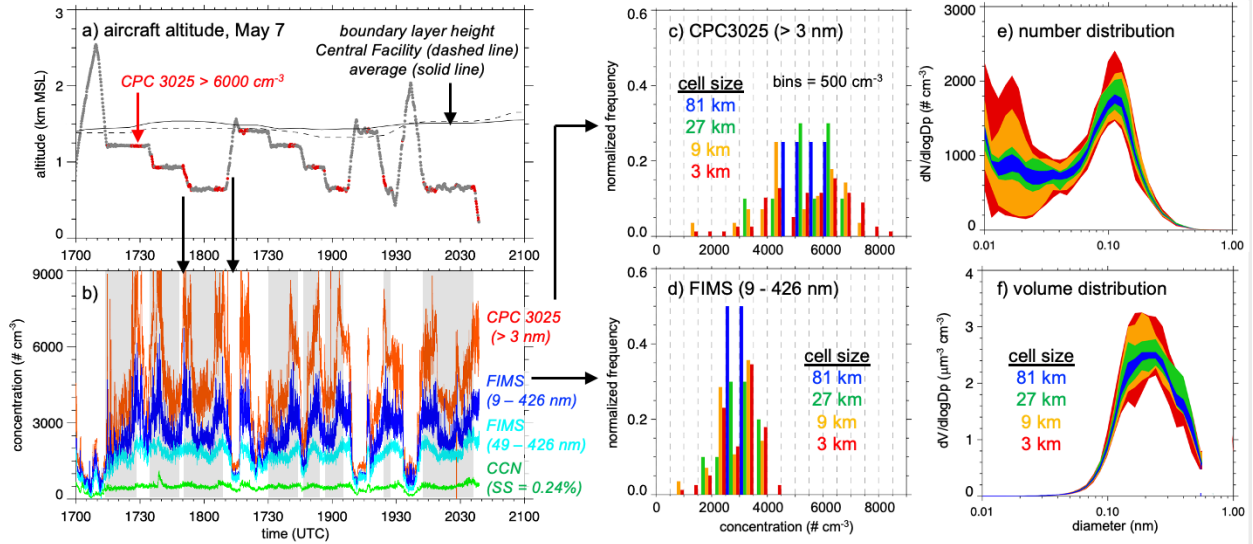 a) aircraft altitude, May 7
boundary layer height
Central Facility (dashed line)
average (solid line)
CPC 3025 > 6000 cm-3
altitude (km MSL)
3
2
1
0
1700 1730 1800 1830 1900 1930 2000 2030 2100
b)
concentration (# cm-3)
9000
6000
3000
0
CPC 3025
(> 3 nm)
FIMS
(9 – 426 nm)
FIMS
(49 – 426 nm)
CCN
(SS = 0.24%)
1700 1730 1800 1730 1900 1930 2000 2030 2100
time (UTC)
c) CPC3025 (> 3 nm)
cell size
81 km
27 km
9 km
3 km
bins = 500 cm-3
normalized frequency
0.6
0.4
0.2
0.0
0 2000 4000 6000 8000
d) FIMS (9 - 426 nm)
cell size
81 km
27 km
9 km
3 km
normalized frequency
0.6
0.4
0.2
0.0
0 2000 4000 6000 8000
concentration (# cm-3)
e) number distribution
dN/dlogDp (# cm-3)
3000
2000
1000
0
0.01 0.10 1.00
f) volume distribution
cell size
81 km
27 km
9 km
3 km
dV/dlogDp (µm3 cm-3)
4
3
2
1
0
0.01 0.10 1.00
diameter (nm)